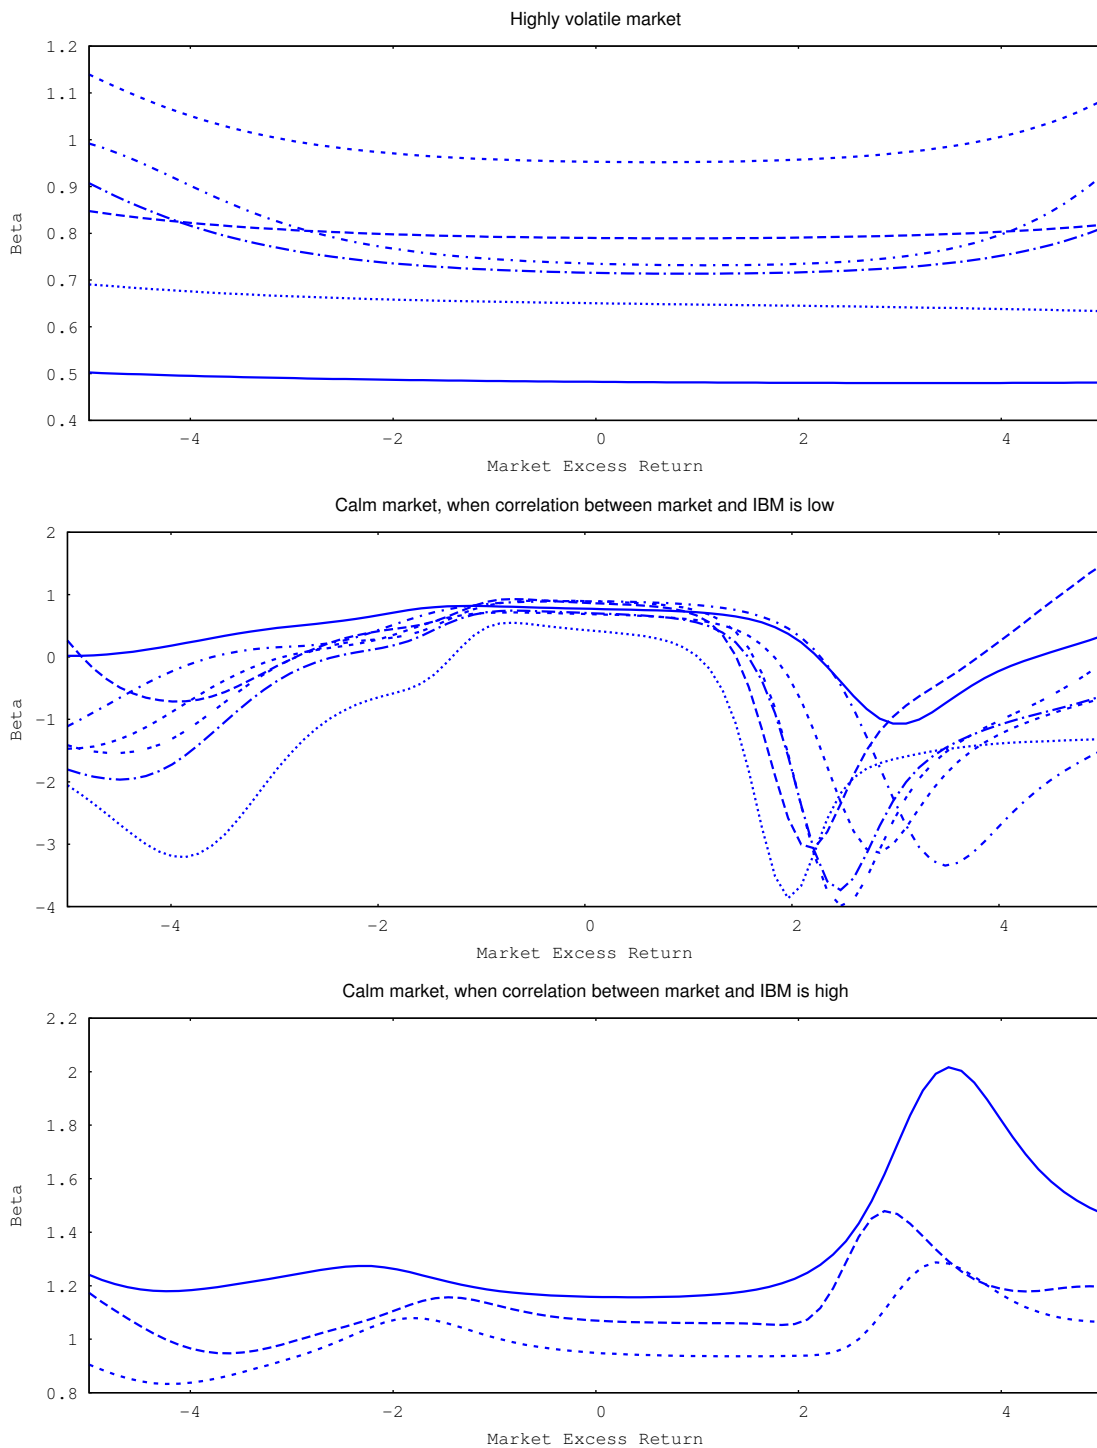 Highly volatile market
1.2
1.1
1
0.9
0.8
0.7
0.6
0.5
0.4
Beta
-4 -2 0 2 4
Market Excess Return
Calm market, when correlation between market and IBM is low
2
1
0
-1
-2
-3
-4
Beta
-4 -2 0 2 4
Market Excess Return
Calm market, when correlation between market and IBM is high
2.2
2
1.8
1.6
1.4
1.2
1
0.8
Beta
-4 -2 0 2 4
Market Excess Return